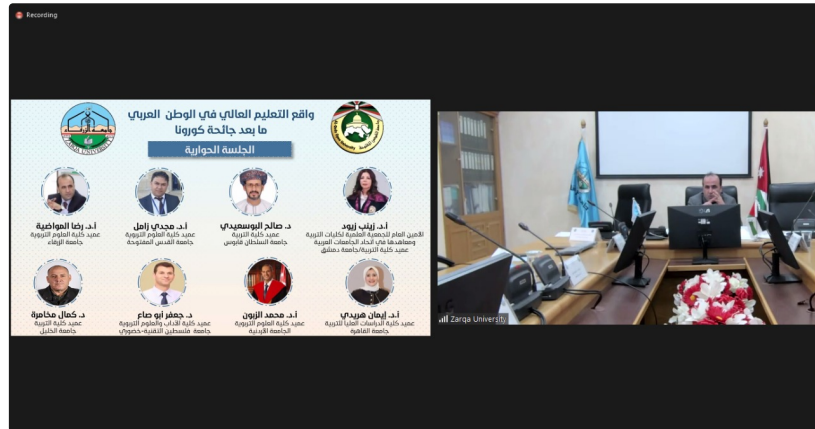 Recording
واقع التعليم العالي في الوطن العربي
ما بعد جائحة كورونا
الجلسة الحوارية
أ.د. زينب زيود
الأمين العام للجمعية العلمية لكليات التربية
ومعاهدها في اتحاد الجامعات العربية
عميد كلية التربية/جامعة دمشق
د. صالح البوسعيدي
عميد كلية التربية
جامعة السلطان قابوس
أ.د. مجدي زامل
عميد كلية العلوم التربوية
جامعة القدس المفتوحة
أ.د. رضا المواضية
عميد كلية العلوم التربوية
جامعة الزرقاء
أ.د. إيمان هريدي
عميد كلية الدراسات العليا للتربية
جامعة القاهرة
أ.د. محمد الزبون
عميد كلية العلوم التربوية
الجامعة الأردنية
د. جعفر أبو صاع
عميد كلية الآداب والعلوم التربوية
جامعة فلسطين التقنية-خضوري
د. كمال مخامرة
عميد كلية التربية
جامعة الخليل
Zarqa University